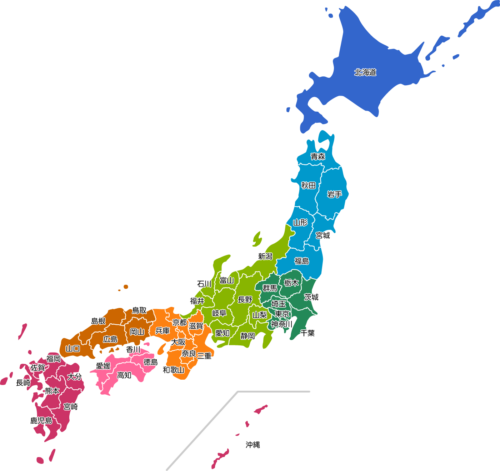 北海道
青森
秋田
岩手
山形
宮城
福島
新潟
石川
富山
福井
長野
岐阜
山梨
愛知
静岡
群馬
栃木
茨城
埼玉
東京
神奈川
千葉
京都
滋賀
兵庫
大阪
奈良
三重
和歌山
鳥取
島根
岡山
広島
山口
香川
徳島
愛媛
高知
福岡
佐賀
大分
長崎
熊本
宮崎
鹿児島
沖縄